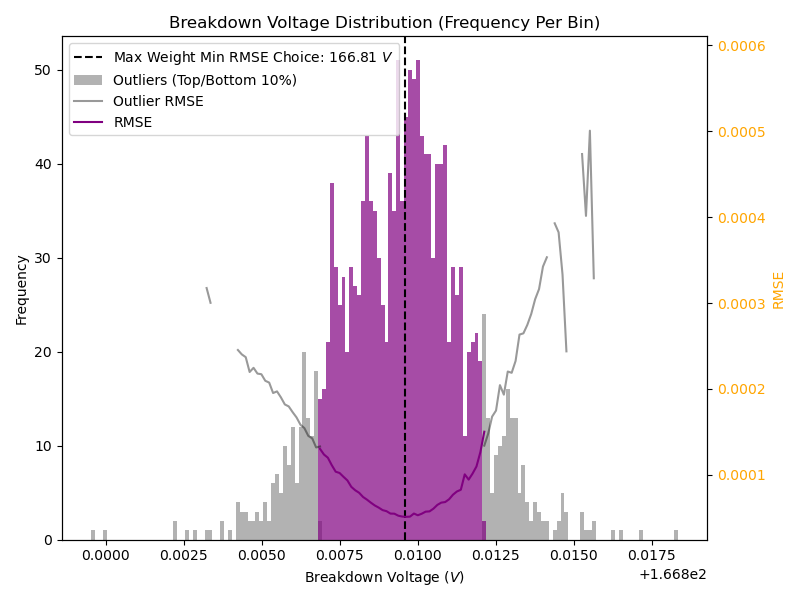 Breakdown Voltage Distribution (Frequency Per Bin)
Max Weight Min RMSE Choice: 166.81 V
Outliers (Top/Bottom 10%)
Outlier RMSE
RMSE
Frequency
50
40
30
20
10
0
0.0006
0.0005
0.0004
0.0003
0.0002
0.0001
RMSE
0.0000 0.0025 0.0050 0.0075 0.0100 0.0125 0.0150 0.0175
+1.668e2
Breakdown Voltage (V)